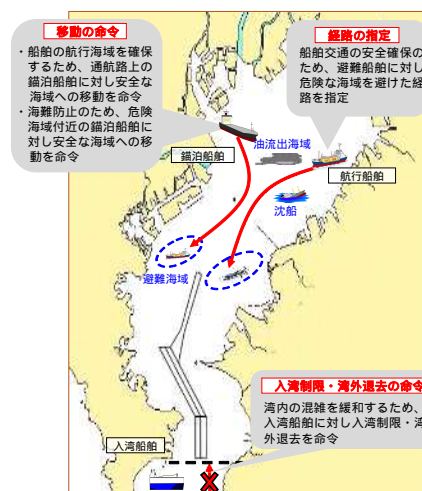 移動の命令
・船舶の航行海域を確保
するため、通航路上の
錨泊船舶に対し安全な
海域への移動を命令
・海難防止のため、危険
海域付近の錨泊船舶に
対し安全な海域への移
動を命令
経路の指定
船舶交通の安全確保の
ため、避難船舶に対し
危険な海域を避けた経
路を指定
油流出海域
錨泊船舶
航行船舶
沈船
避難海域
入湾制限・湾外退去の命令
湾内の混雑を緩和するため、
入湾船舶に対し入湾制限・湾
外退去を命令
入湾船舶